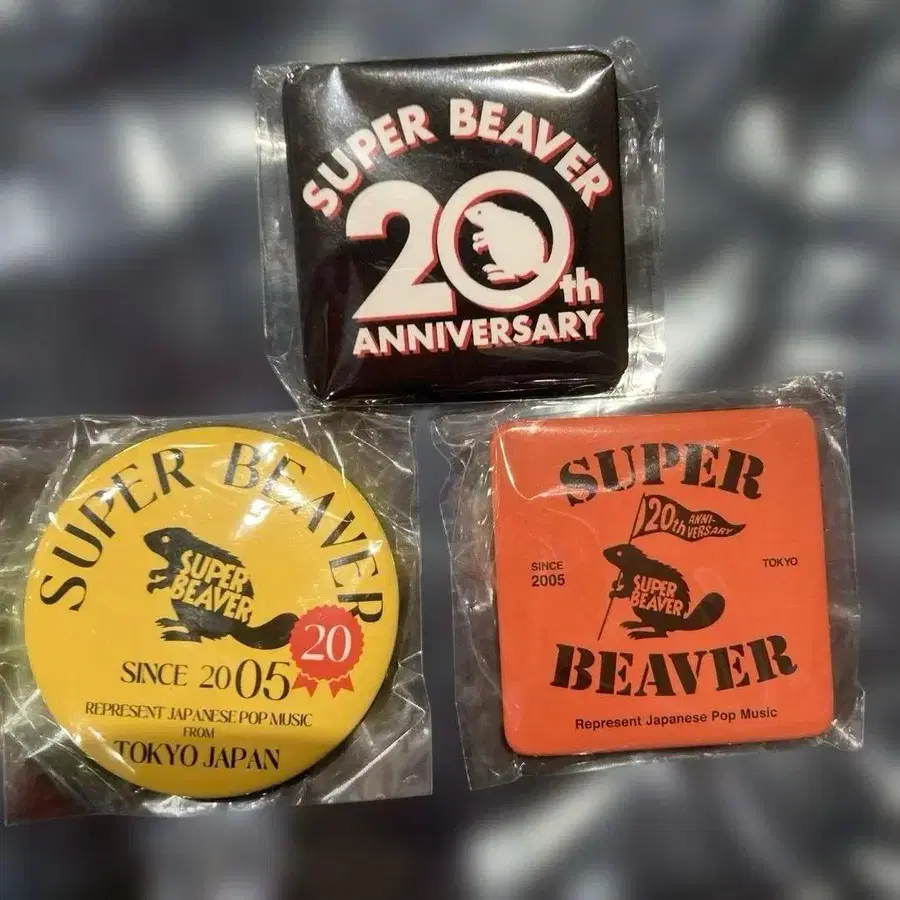 SUPER BEAVER
20th
ANNIVERSARY
SUPER BEAVER
SUPER
BEAVER
20
SINCE 2005
REPRESENT JAPANESE POP MUSIC
FROM
TOKYO JAPAN
SUPER
20th ANNI-
VERSARY
SINCE
2005
TOKYO
SUPER
BEAVER
BEAVER
Represent Japanese Pop Music